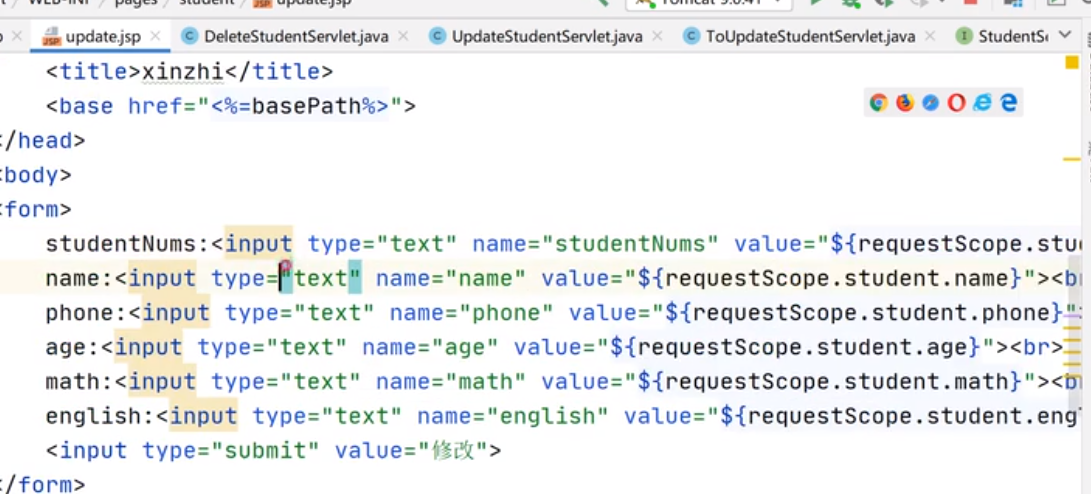 WEB-INF pages student update.jsp Tomcat 9.0.41
update.jsp DeleteStudentServlet.java UpdateStudentServlet.java ToUpdateStudentServlet.java
<title>xinzhi</title>
<base href="<%=basePath%>">
</head>
<body>
<form>
studentNums:<input type="text" name="studentNums" value="${requestScope.stu
name:<input type="text" name="name" value="${requestScope.student.name}"><b
phone:<input type="text" name="phone" value="${requestScope.student.phone}"
age:<input type="text" name="age" value="${requestScope.student.age}"><br>
math:<input type="text" name="math" value="${requestScope.student.math}"><b
english:<input type="text" name="english" value="${requestScope.student.eng
<input type="submit" value="修改">
</form>